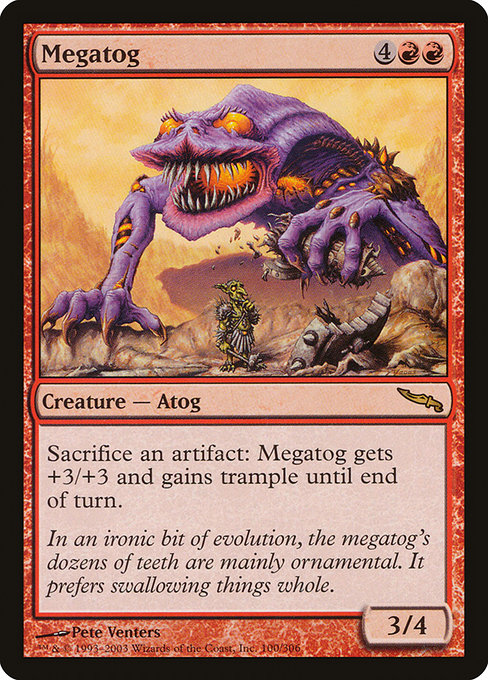 Megatog 4
Creature — Atog
Sacrifice an artifact: Megatog gets
+3/+3 and gains trample until end
of turn.
In an ironic bit of evolution, the megatog's
dozens of teeth are mainly ornamental. It
prefers swallowing things whole.
Pete Venters
3/4
™ & © 1993–2003 Wizards of the Coast, Inc. 100/306